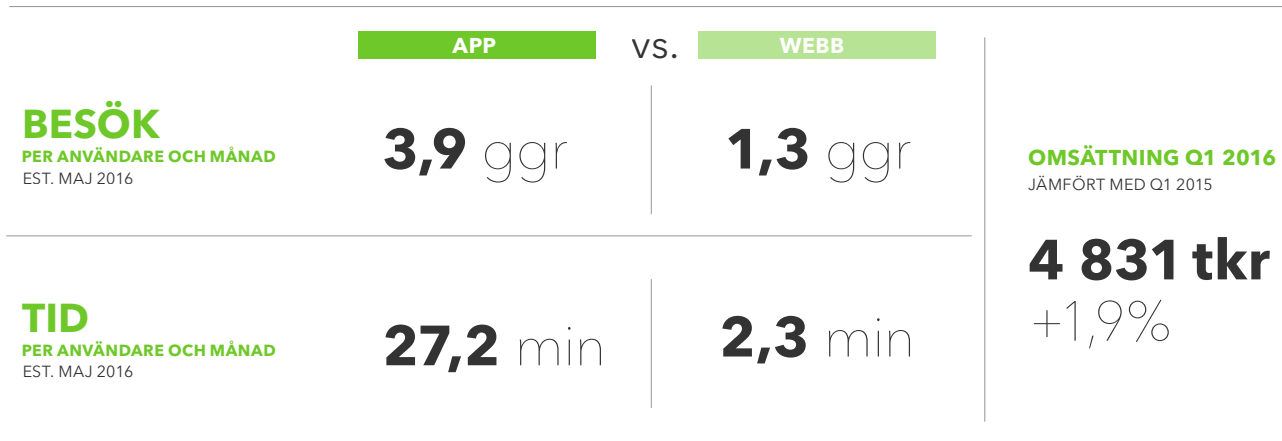 APP vs. WEBB
BESÖK
PER ANVÄNDARE OCH MÅNAD
EST. MAJ 2016
3,9 ggr
1,3 ggr
TID
PER ANVÄNDARE OCH MÅNAD
EST. MAJ 2016
27,2 min
2,3 min
OMSÄTTNING Q1 2016
JÄMFÖRT MED Q1 2015
4 831 tkr
+1,9%